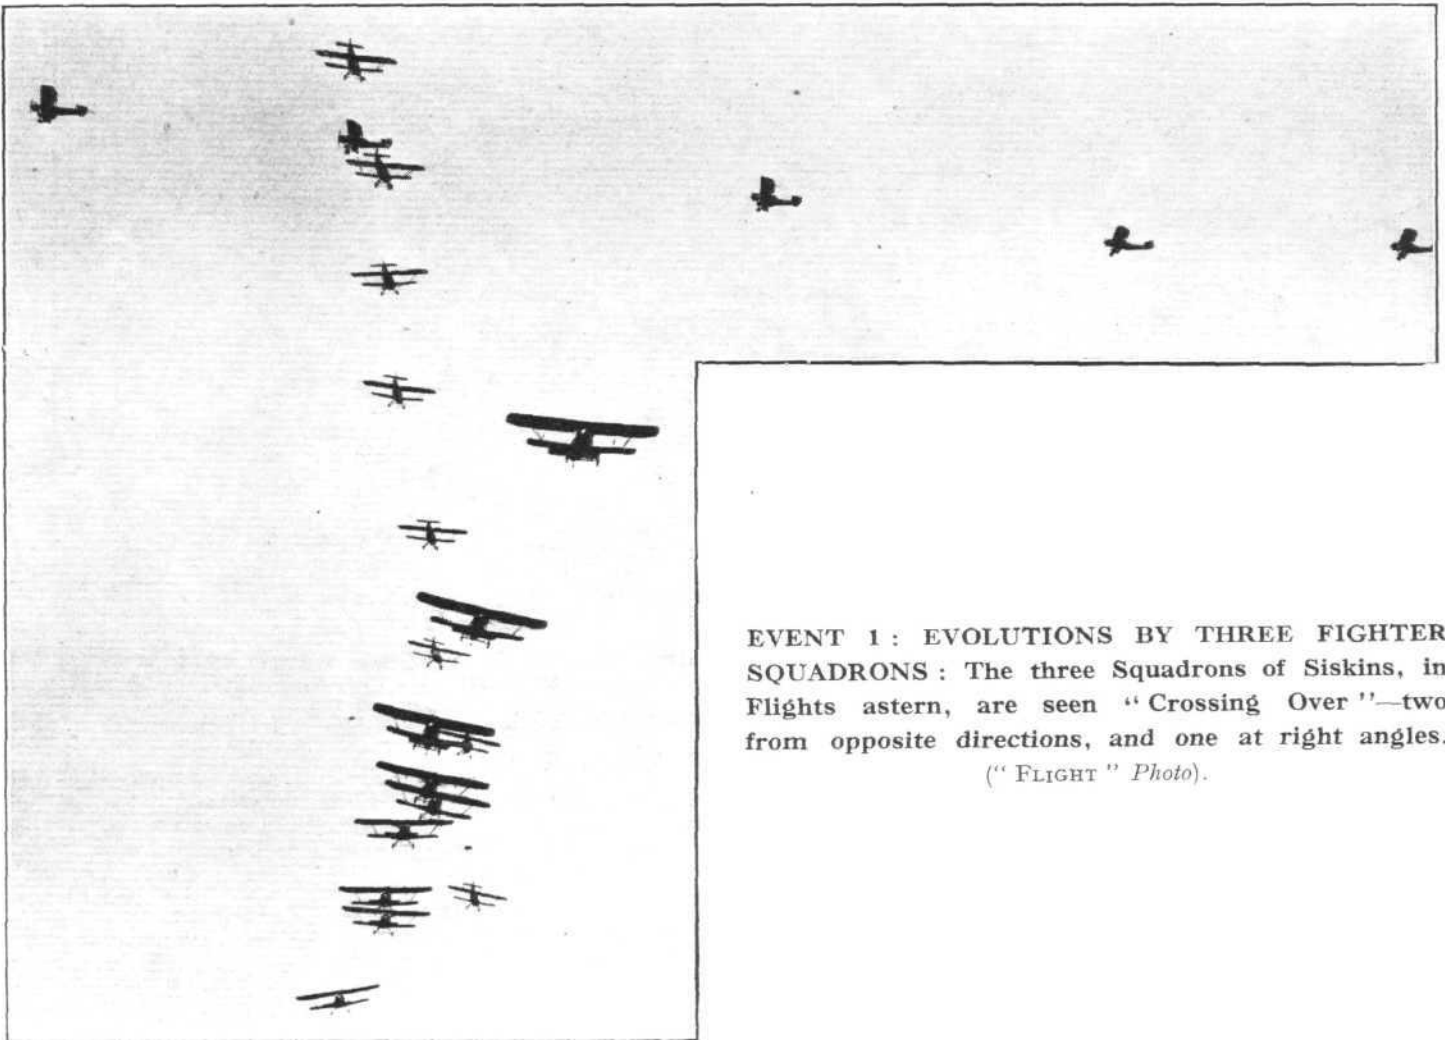 EVENT 1 : EVOLUTIONS BY THREE FIGHTER
SQUADRONS : The three Squadrons of Siskins, in
Flights astern, are seen “ Crossing Over ”—two
from opposite directions, and one at right angles.
(“ FLIGHT ” Photo).